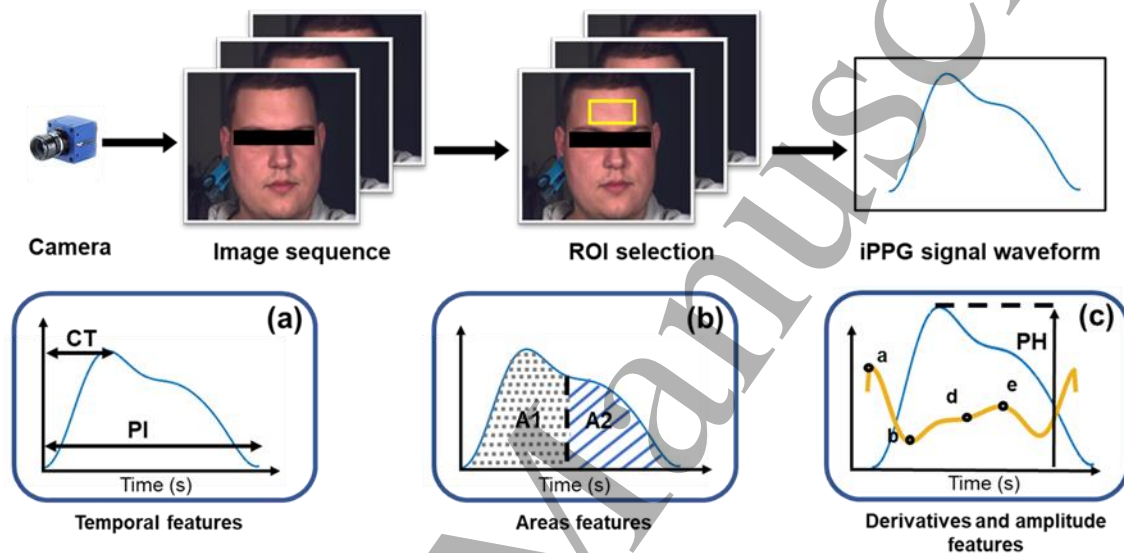 Camera
Image sequence
ROI selection
iPPG signal waveform
(a)
CT
PI
Time (s)
Temporal features
(b)
A1
A2
Time (s)
Areas features
(c)
PH
a
b
d
e
Time (s)
Derivatives and amplitude
features
Manusc